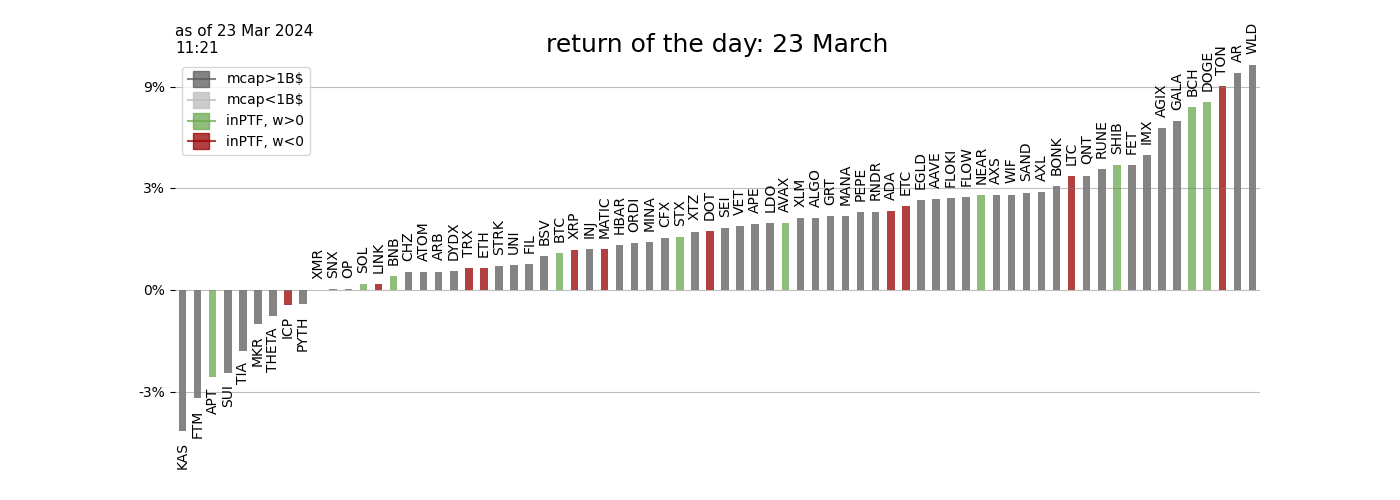 as of 23 Mar 2024
11:21
return of the day: 23 March
mcap>1B$
mcap<1B$
inPTF, w>0
inPTF, w<0
9%
3%
0%
-3%
KAS
FTM
APT
SUI
TIA
MKR
THETA
ICP
PYTH
XMR
SNX
OP
SOL
LINK
BNB
CHZ
ATOM
ARB
DYDX
TRX
ETH
STRK
UNI
FIL
BSV
BTC
XRP
INJ
MATIC
HBAR
ORDI
MINA
CFX
STX
XTZ
DOT
SEI
VET
APE
LDO
AVAX
XLM
ALGO
GRT
MANA
PEPE
RNDR
ADA
ETC
EGLD
AAVE
FLOKI
FLOW
NEAR
AXS
WIF
SAND
AXL
BONK
LTC
QNT
RUNE
SHIB
FET
IMX
AGIX
GALA
BCH
DOGE
TON
AR
WLD